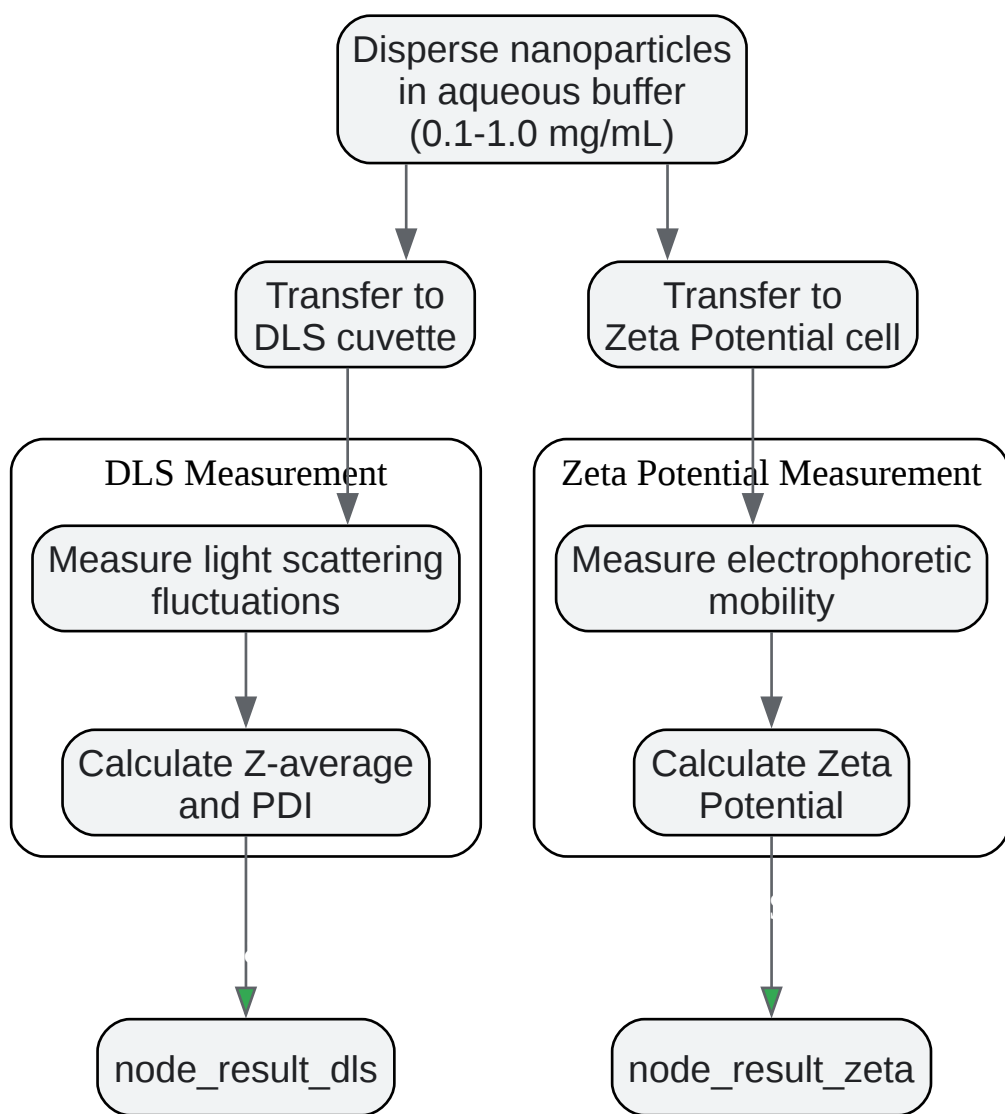 Disperse nanoparticles
in aqueous buffer
(0.1-1.0 mg/mL)
Transfer to
DLS cuvette
Transfer to
Zeta Potential cell
DLS Measurement
Zeta Potential Measurement
Measure light scattering
fluctuations
Measure electrophoretic
mobility
Calculate Z-average
and PDI
Calculate Zeta
Potential
node_result_dls
node_result_zeta